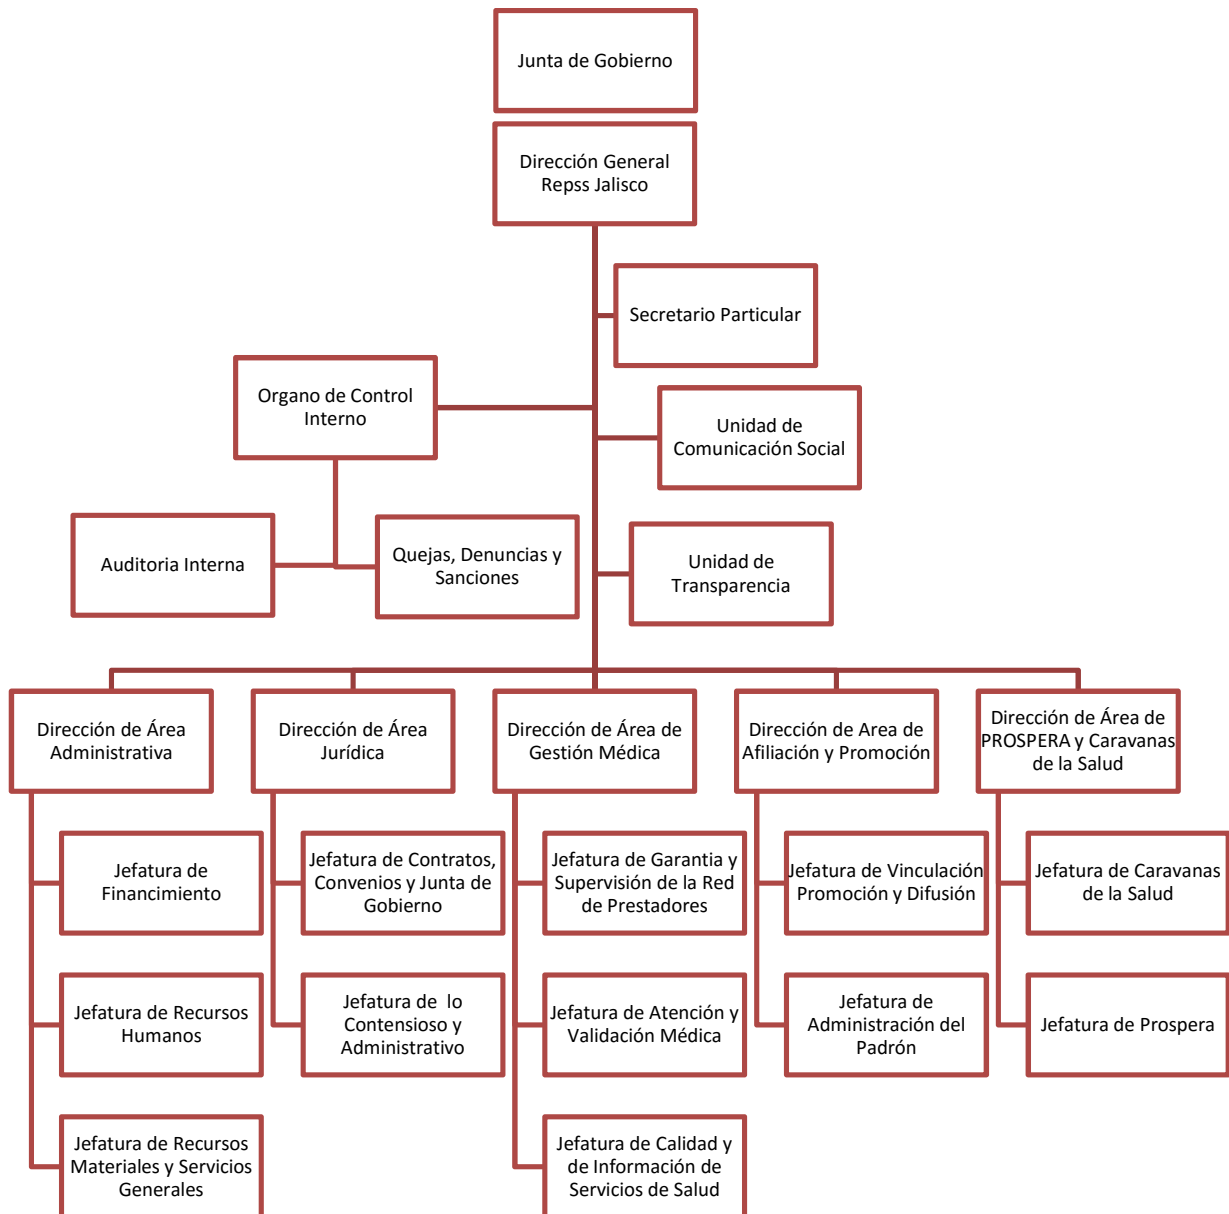 Junta de Gobierno
Dirección General
Repss Jalisco
Secretario Particular
Organo de Control
Interno
Unidad de
Comunicación Social
Auditoria Interna
Quejas, Denuncias y
Sanciones
Unidad de
Transparencia
Dirección de Área
Administrativa
Dirección de Área
Jurídica
Dirección de Área de
Gestión Médica
Dirección de Area de
Afiliación y Promoción
Dirección de Área de
PROSPERA y Caravanas
de la Salud
Jefatura de
Financimiento
Jefatura de Contratos,
Convenios y Junta de
Gobierno
Jefatura de Garantia y
Supervisión de la Red
de Prestadores
Jefatura de Vinculación
Promoción y Difusión
Jefatura de Caravanas
de la Salud
Jefatura de Recursos
Humanos
Jefatura de lo
Contensioso y
Administrativo
Jefatura de Atención y
Validación Médica
Jefatura de
Administración del
Padrón
Jefatura de Prospera
Jefatura de Recursos
Materiales y Servicios
Generales
Jefatura de Calidad y
de Información de
Servicios de Salud